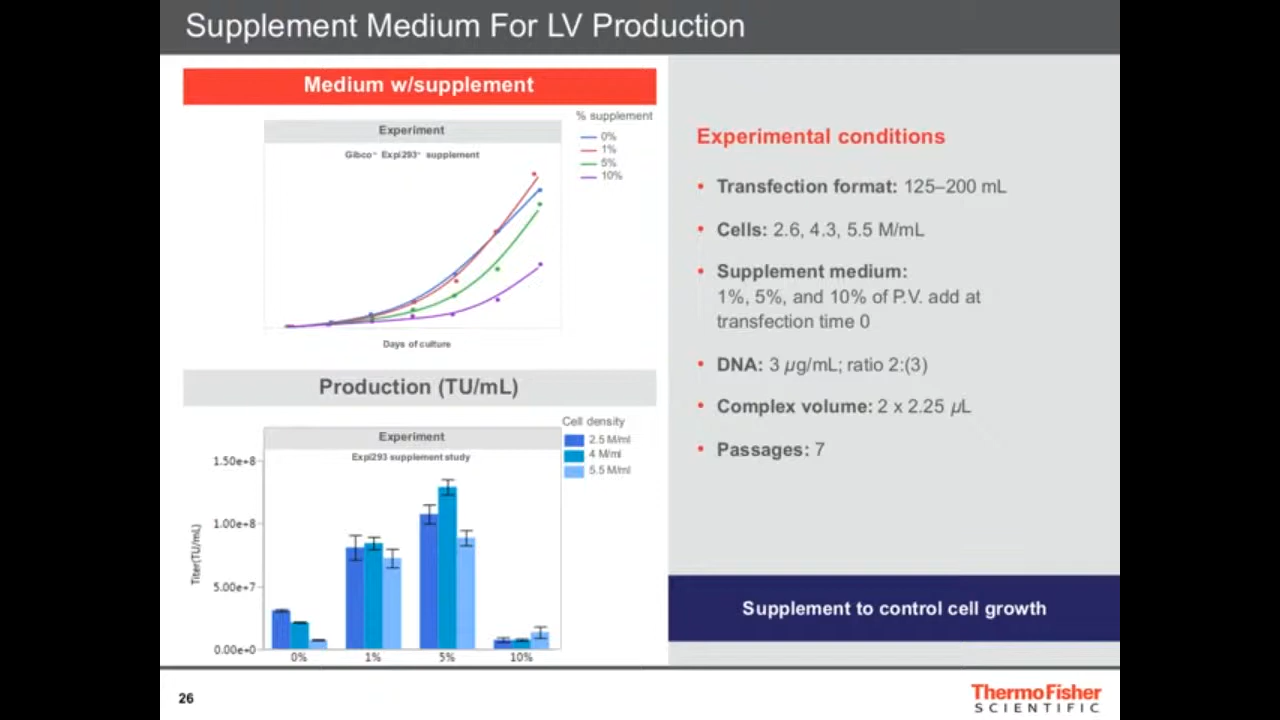 Supplement Medium For LV Production
Medium w/supplement
Experiment
Gibco™ Expi293™ supplement
% supplement
0%
1%
5%
10%
Days of culture
Production (TU/mL)
Experiment
Expi293 supplement study
Cell density
2.5 M/ml
4 M/ml
5.5 M/ml
Titer(TU/mL)
1.50e+8
1.00e+8
5.00e+7
0.00e+0
0%
1%
5%
10%
Experimental conditions
• Transfection format: 125–200 mL
• Cells: 2.6, 4.3, 5.5 M/mL
• Supplement medium:
1%, 5%, and 10% of P.V. add at
transfection time 0
• DNA: 3 µg/mL; ratio 2:(3)
• Complex volume: 2 x 2.25 µL
• Passages: 7
Supplement to control cell growth
26
ThermoFisher
SCIENTIFIC